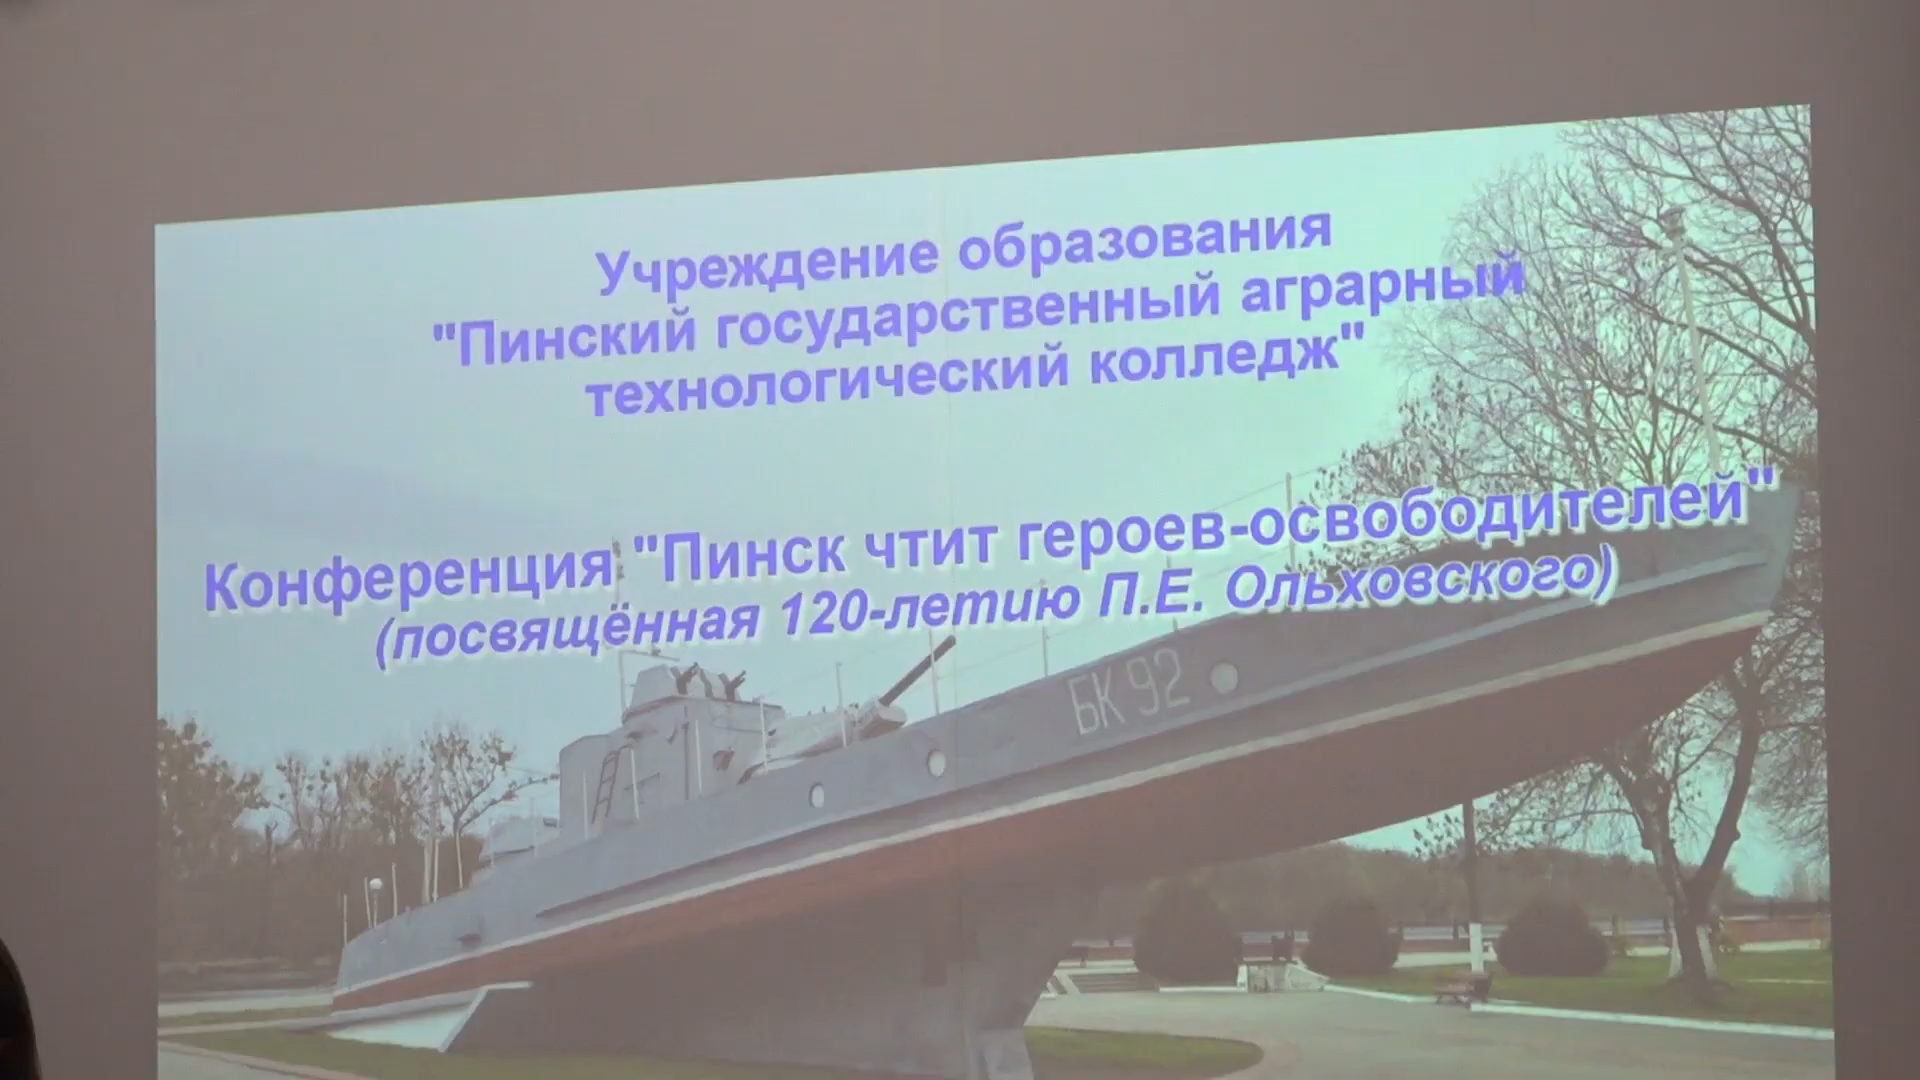 Учреждение образования
"Пинский государственный аграрный
технологический колледж"
Конференция "Пинск чтит героев-освободителей"
(посвящённая 120-летию П.Е. Ольховского)
БК 92